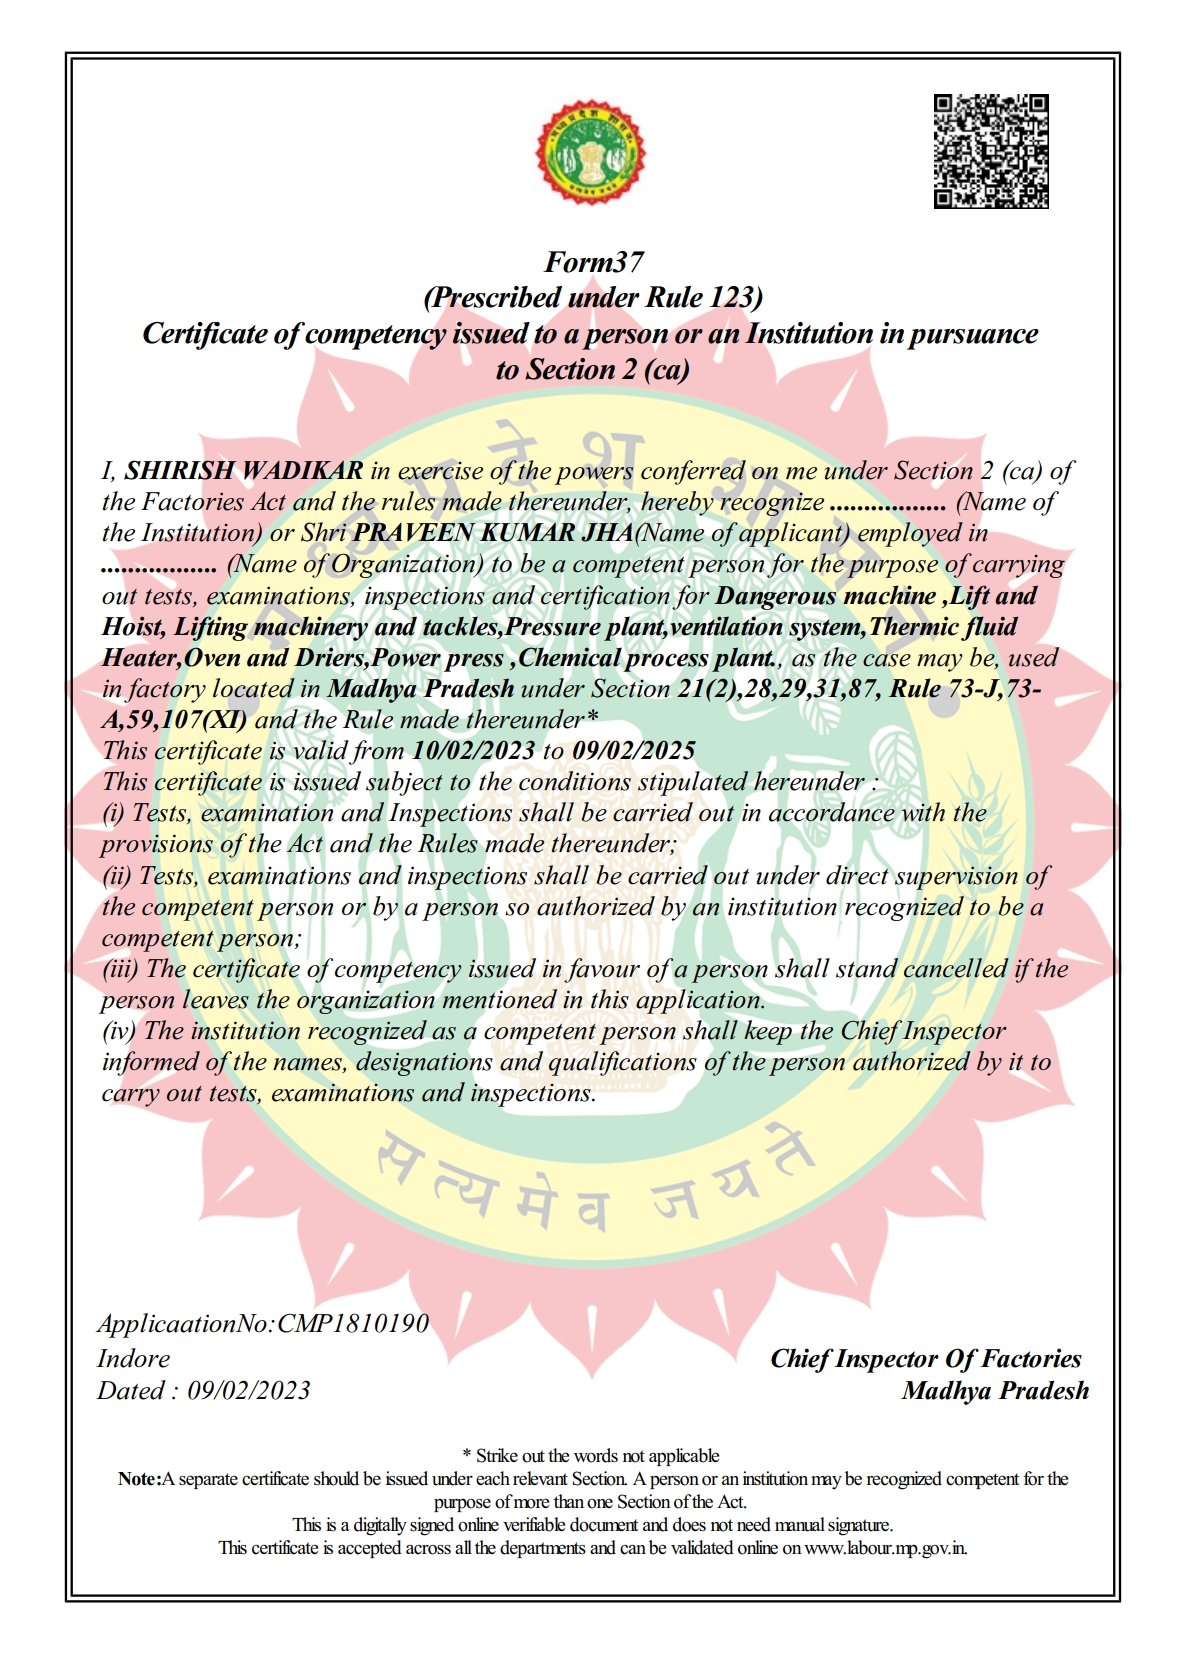 मध्य प्रदेश शासन
सत्यमेव जयते
Form37
(Prescribed under Rule 123)
Certificate of competency issued to a person or an Institution in pursuance
to Section 2 (ca)
मध्य प्रदेश शासन
I, SHIRISH WADIKAR in exercise of the powers conferred on me under Section 2 (ca) of
the Factories Act and the rules made thereunder, hereby recognize ................. (Name of
the Institution) or Shri PRAVEEN KUMAR JHA(Name of applicant) employed in
................. (Name of Organization) to be a competent person for the purpose of carrying
out tests, examinations, inspections and certification for Dangerous machine ,Lift and
Hoist, Lifting machinery and tackles,Pressure plant,ventilation system,Thermic fluid
Heater,Oven and Driers,Power press ,Chemical process plant., as the case may be, used
in factory located in Madhya Pradesh under Section 21(2),28,29,31,87, Rule 73-J,73-
A,59,107(XI) and the Rule made thereunder*
This certificate is valid from 10/02/2023 to 09/02/2025
This certificate is issued subject to the conditions stipulated hereunder :
(i) Tests, examination and Inspections shall be carried out in accordance with the
provisions of the Act and the Rules made thereunder;
(ii) Tests, examinations and inspections shall be carried out under direct supervision of
the competent person or by a person so authorized by an institution recognized to be a
competent person;
(iii) The certificate of competency issued in favour of a person shall stand cancelled if the
person leaves the organization mentioned in this application.
(iv) The institution recognized as a competent person shall keep the Chief Inspector
informed of the names, designations and qualifications of the person authorized by it to
carry out tests, examinations and inspections.
सत्यमेव जयते
ApplicaationNo:CMP1810190
Indore
Dated : 09/02/2023
Chief Inspector Of Factories
Madhya Pradesh
* Strike out the words not applicable
Note:A separate certificate should be issued under each relevant Section. A person or an institution may be recognized competent for the
purpose of more than one Section of the Act.
This is a digitally signed online verifiable document and does not need manual signature.
This certificate is accepted across all the departments and can be validated online on www.labour.mp.gov.in.